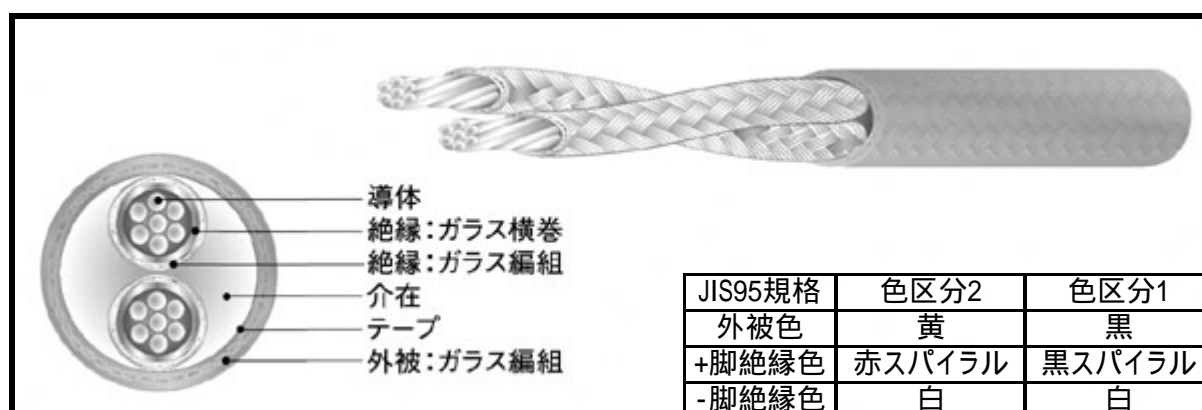 導体
絶縁：ガラス横巻
絶縁：ガラス編組
介在
テープ
外被：ガラス編組
JIS95規格 色区分2 色区分1
外被色 黄 黒
+脚絶縁色 赤スパイラル 黒スパイラル
-脚絶縁色 白 白